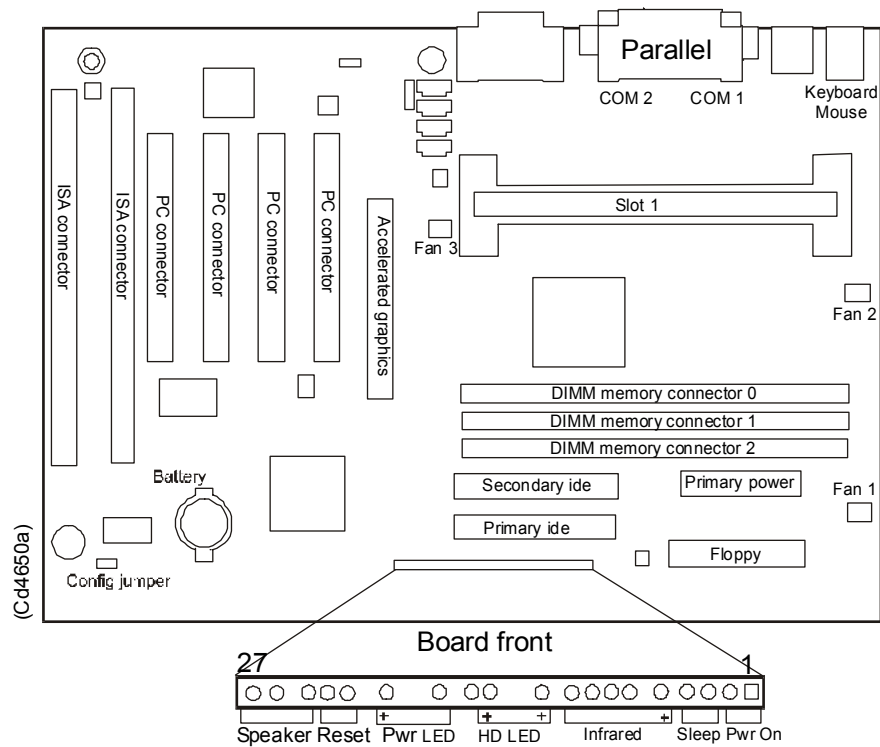 Parallel
COM 2
COM 1
Keyboard
Mouse
ISA connector
ISA connector
PC connector
PC connector
PC connector
PC connector
Accelerated graphics
Slot 1
Fan 3
Fan 2
DIMM memory connector 0
DIMM memory connector 1
DIMM memory connector 2
Battery
Secondary ide
Primary power
Fan 1
Primary ide
Floppy
Config jumper
(Cd4650a)
Board front
27
1
+
+
+
+
Speaker
Reset
Pwr LED
HD LED
Infrared
Sleep
Pwr On